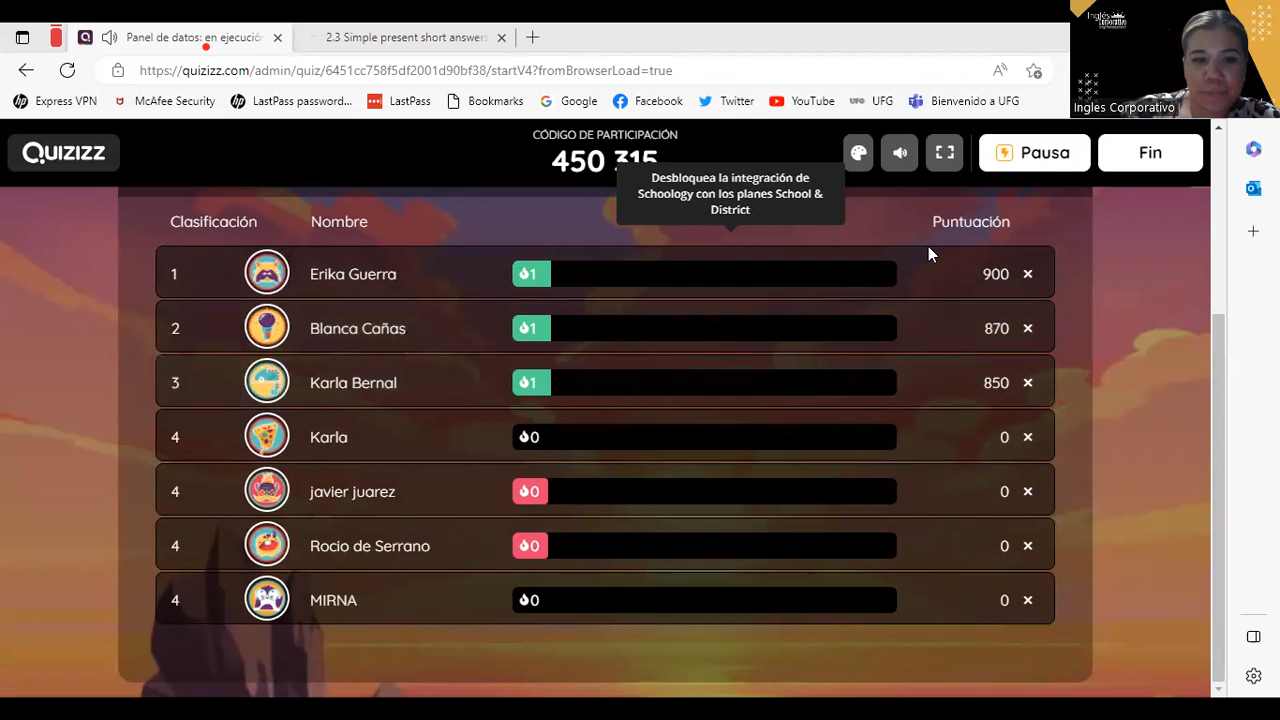 Panel de datos: en ejecució
2.3 Simple present short answers
https://quizizz.com/admin/quiz/6451cc758f5df2001d90bf38/startV4?fromBrowserLoad=true
Express VPN
McAfee Security
LastPass password...
LastPass
Bookmarks
Google
Facebook
Twitter
YouTube
UFG
Bienvenido a UFG
Inglés
Corporativo
Ingles Corporativo
Quizizz
CÓDIGO DE PARTICIPACIÓN
450 315
Pausa
Fin
Desbloquea la integración de
Schoology con los planes School &
District
Clasificación Nombre Puntuación
1 Erika Guerra 1 900
2 Blanca Cañas 1 870
3 Karla Bernal 1 850
4 Karla 0 0
4 javier juarez 0 0
4 Rocio de Serrano 0 0
4 MIRNA 0 0